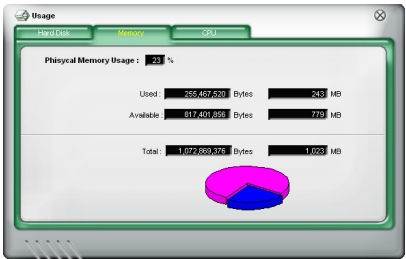 Usage
Hard Disk Memory CPU
Phisycal Memory Usage : 23 %
Used : 255,467,520 Bytes 243 MB
Available : 817,401,856 Bytes 779 MB
Total : 1,072,869,376 Bytes 1,023 MB